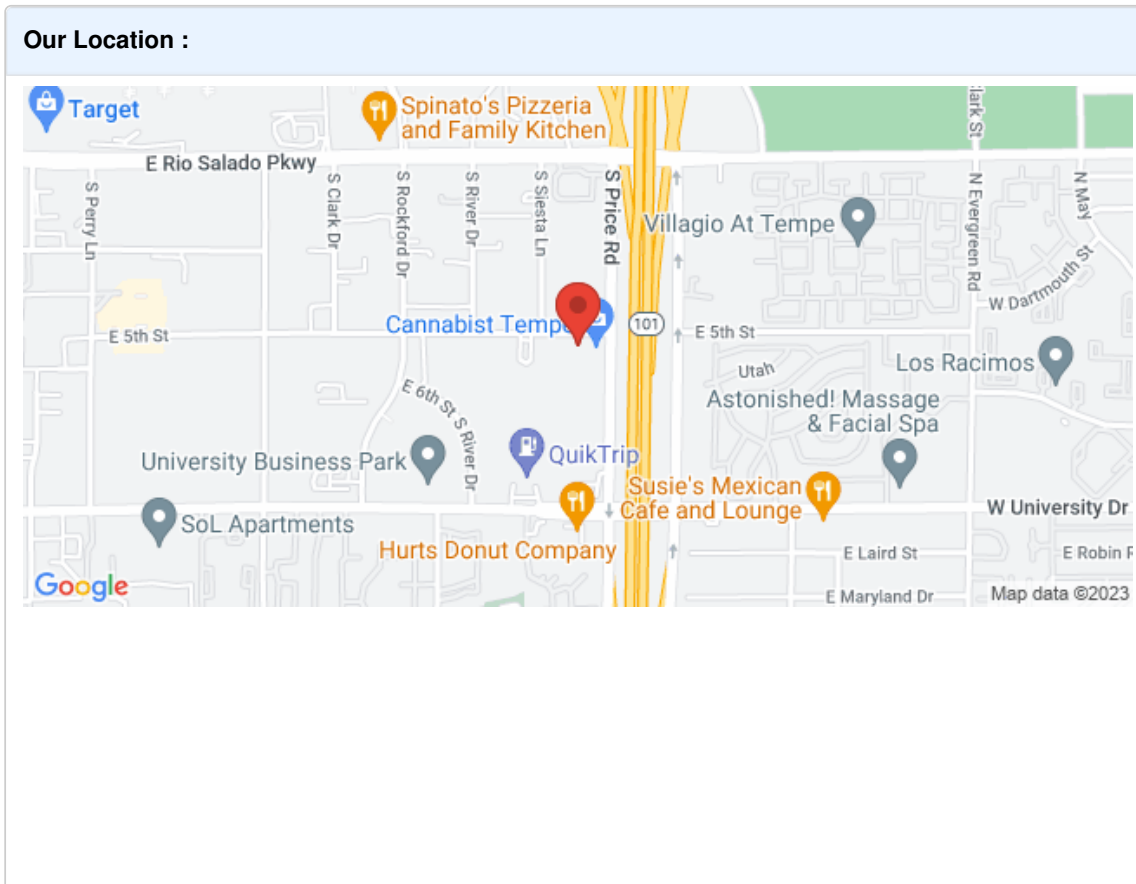 Our Location :
Target
Spinato's Pizzeria
and Family Kitchen
lark St
E Rio Salado Pkwy
S Perry Ln
S Clark Dr
S Rockford Dr
S River Dr
S Siesta Ln
S Price Rd
Villagio At Tempe
N Evergreen Rd
N May
W Dartmouth St
E 5th St
Cannabist Tempe
101
E 5th St
Utah
Los Racimos
Astonished! Massage
& Facial Spa
E 6th St
S River Dr
University Business Park
QuikTrip
Susie's Mexican
Cafe and Lounge
W University Dr
SoL Apartments
Hurts Donut Company
E Laird St
E Robin R
Google
E Maryland Dr
Map data ©2023